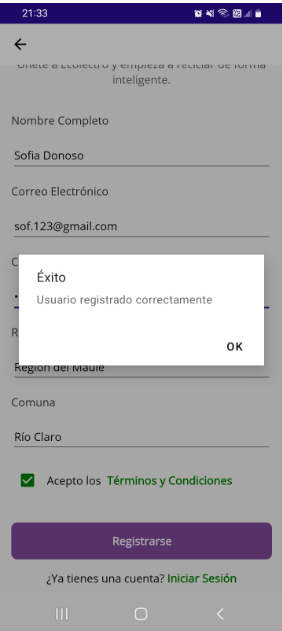 21:33
Únete a Ecolectro y empieza a reciclar de forma
inteligente.
Nombre Completo
Sofia Donoso
Correo Electrónico
sof.123@gmail.com
C
Éxito
Usuario registrado correctamente
OK
R
Región del Maule
Comuna
Río Claro
Acepto los Términos y Condiciones
Registrarse
¿Ya tienes una cuenta? Iniciar Sesión